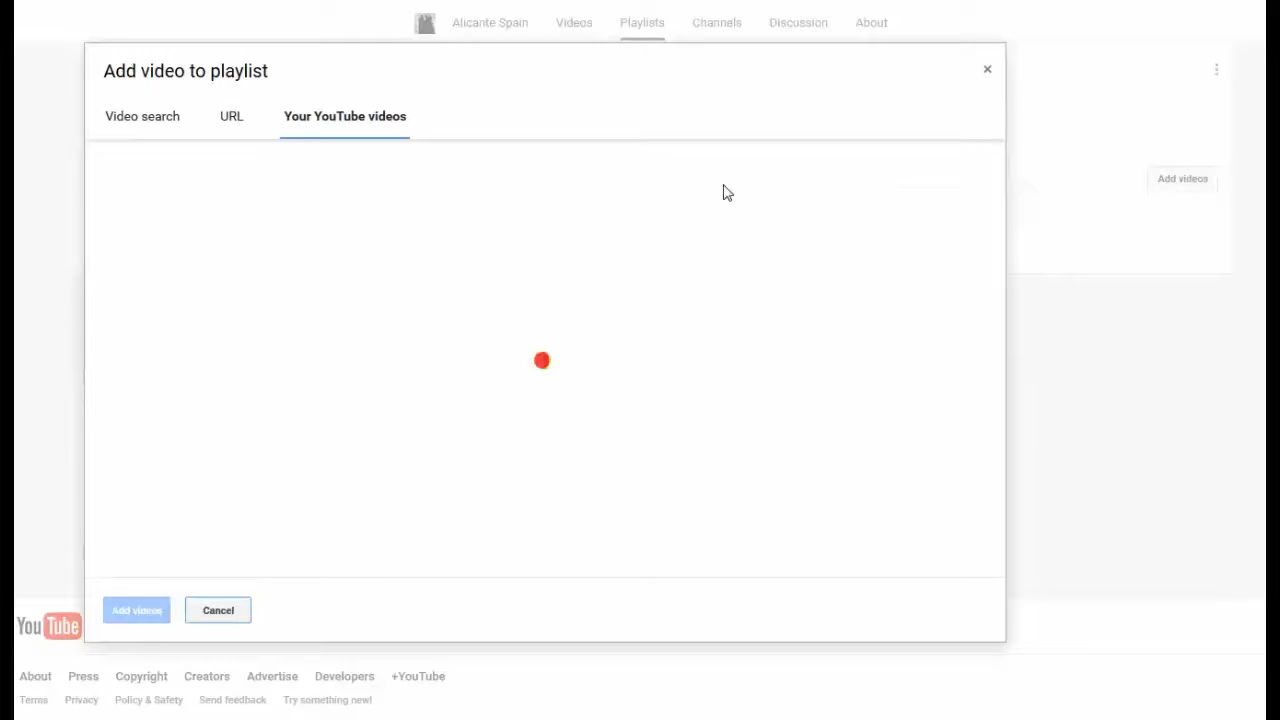 Alicante Spain Videos Playlists Channels Discussion About
Add video to playlist
×
Video search URL Your YouTube videos
Add videos
Add videos Cancel
YouTube
About Press Copyright Creators Advertise Developers +YouTube
Terms Privacy Policy & Safety Send feedback Try something new!